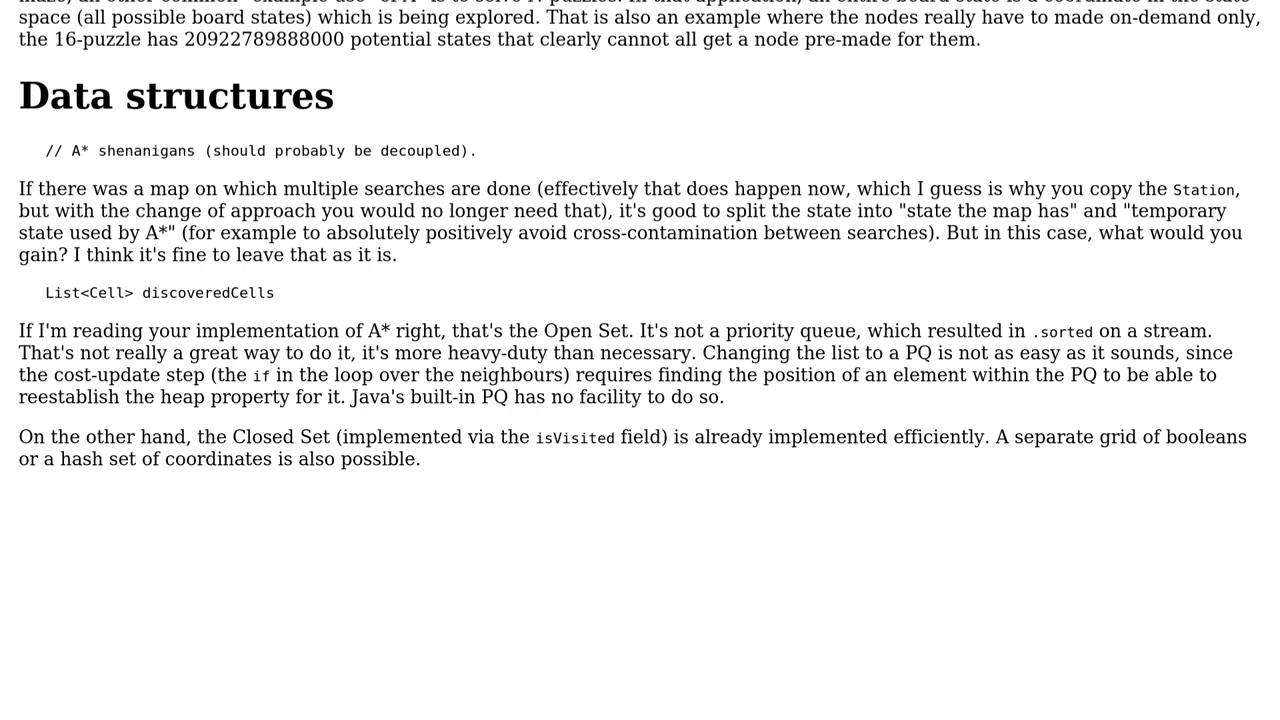 space (all possible board states) which is being explored. That is also an example where the nodes really have to made on-demand only,
the 16-puzzle has 20922789888000 potential states that clearly cannot all get a node pre-made for them.
Data structures
// A* shenanigans (should probably be decoupled).
If there was a map on which multiple searches are done (effectively that does happen now, which I guess is why you copy the Station,
but with the change of approach you would no longer need that), it's good to split the state into "state the map has" and "temporary
state used by A*" (for example to absolutely positively avoid cross-contamination between searches). But in this case, what would you
gain? I think it's fine to leave that as it is.
List<Cell> discoveredCells
If I'm reading your implementation of A* right, that's the Open Set. It's not a priority queue, which resulted in .sorted on a stream.
That's not really a great way to do it, it's more heavy-duty than necessary. Changing the list to a PQ is not as easy as it sounds, since
the cost-update step (the if in the loop over the neighbours) requires finding the position of an element within the PQ to be able to
reestablish the heap property for it. Java's built-in PQ has no facility to do so.
On the other hand, the Closed Set (implemented via the isVisited field) is already implemented efficiently. A separate grid of booleans
or a hash set of coordinates is also possible.